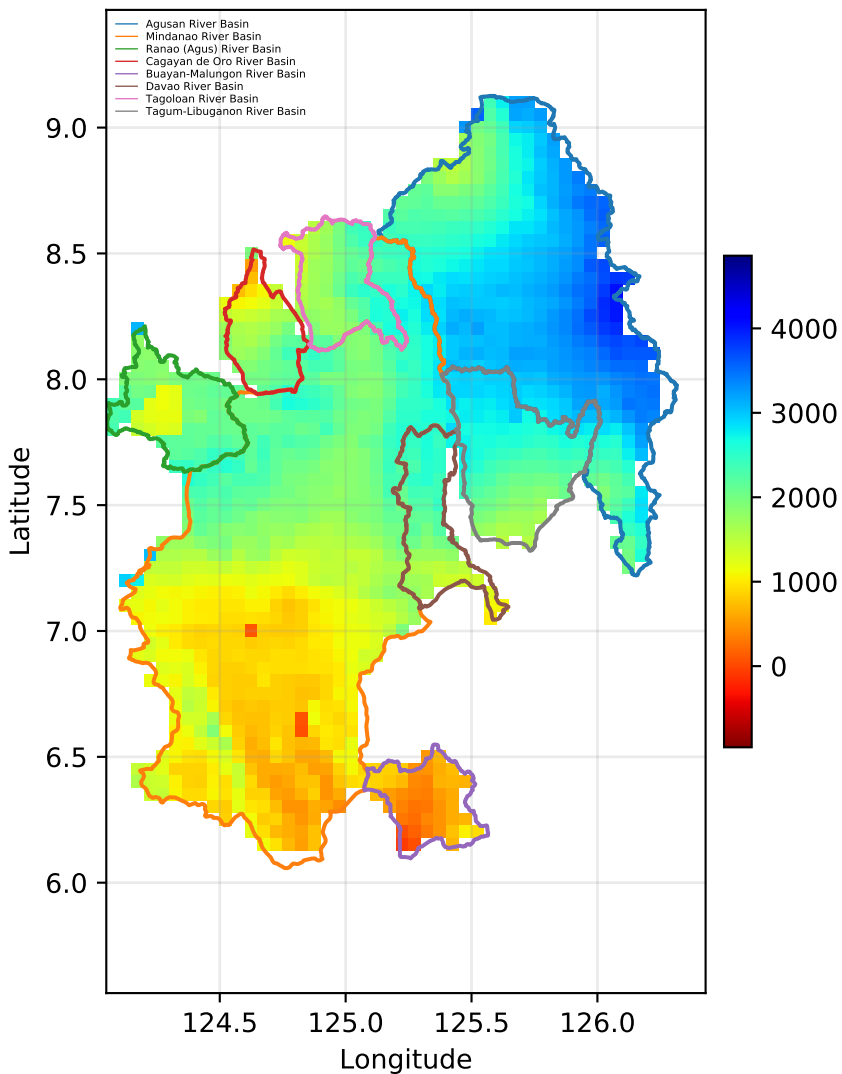 Agusan River Basin
Mindanao River Basin
Ranao (Agus) River Basin
Cagayan de Oro River Basin
Buayan-Malungon River Basin
Davao River Basin
Tagoloan River Basin
Tagum-Libuganon River Basin
9.0
8.5
8.0
7.5
7.0
6.5
6.0
Latitude
124.5 125.0 125.5 126.0
Longitude
4000
3000
2000
1000
0